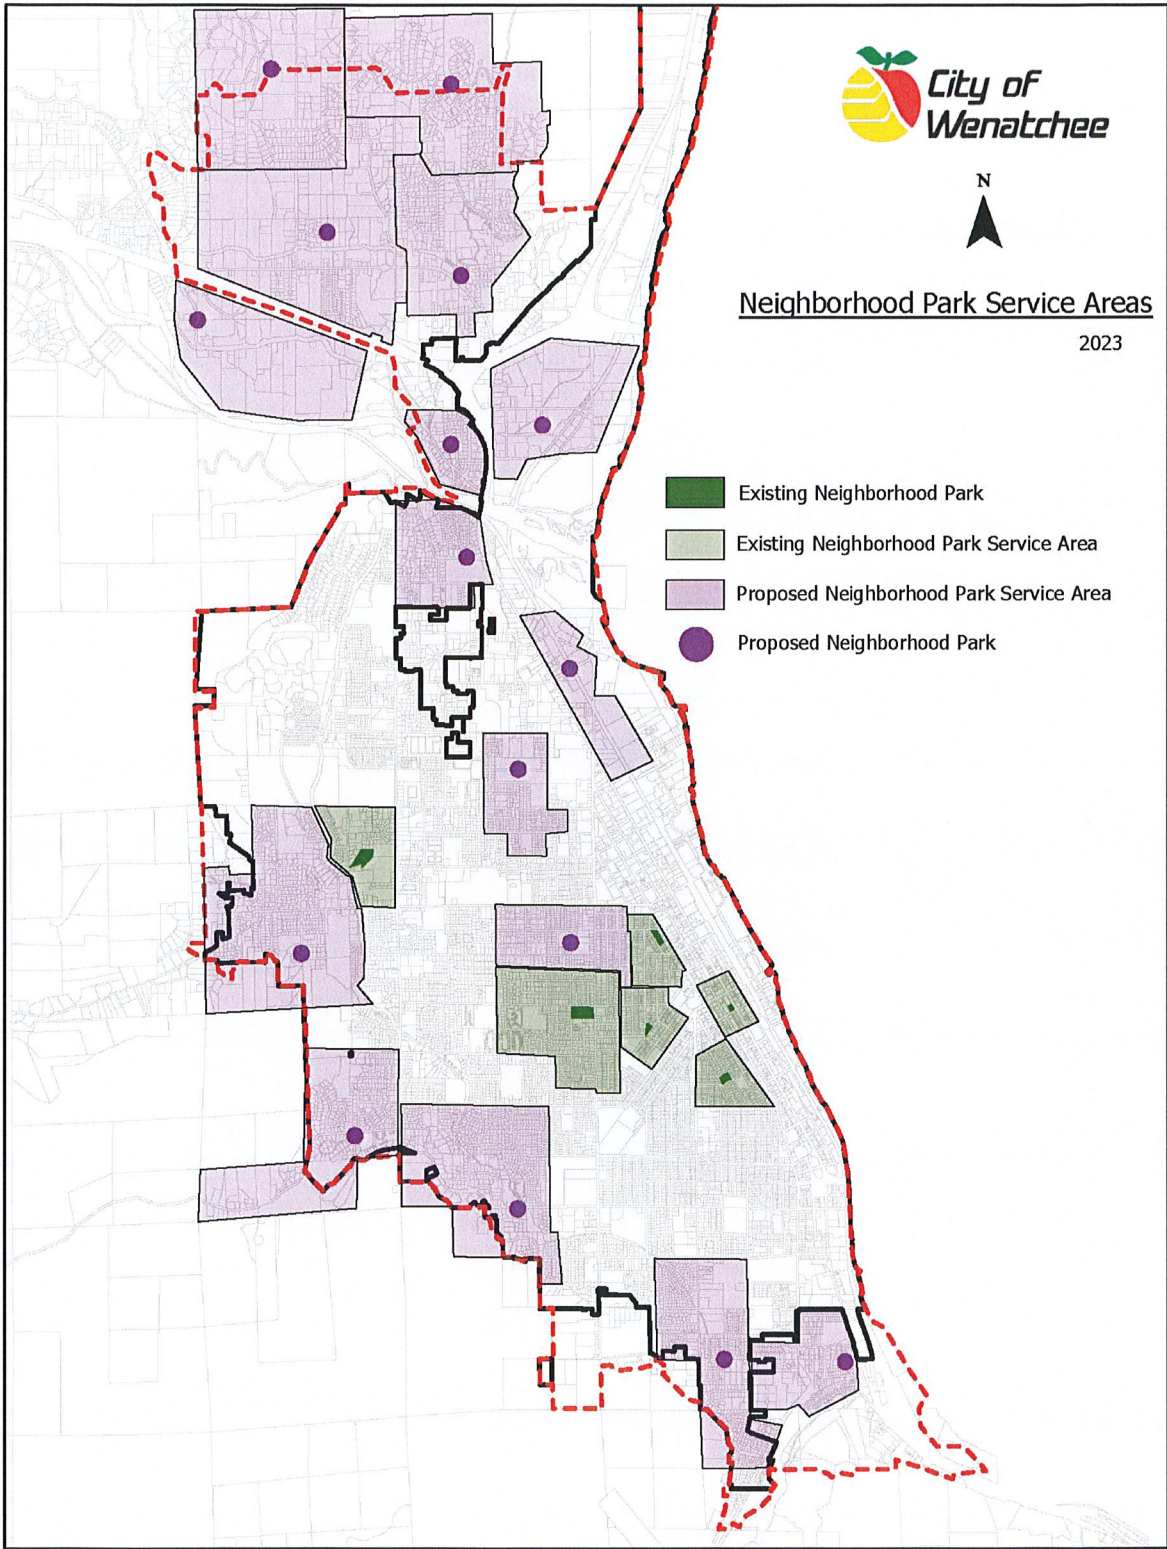 City of
Wenatchee
N
Neighborhood Park Service Areas
2023
Existing Neighborhood Park
Existing Neighborhood Park Service Area
Proposed Neighborhood Park Service Area
Proposed Neighborhood Park